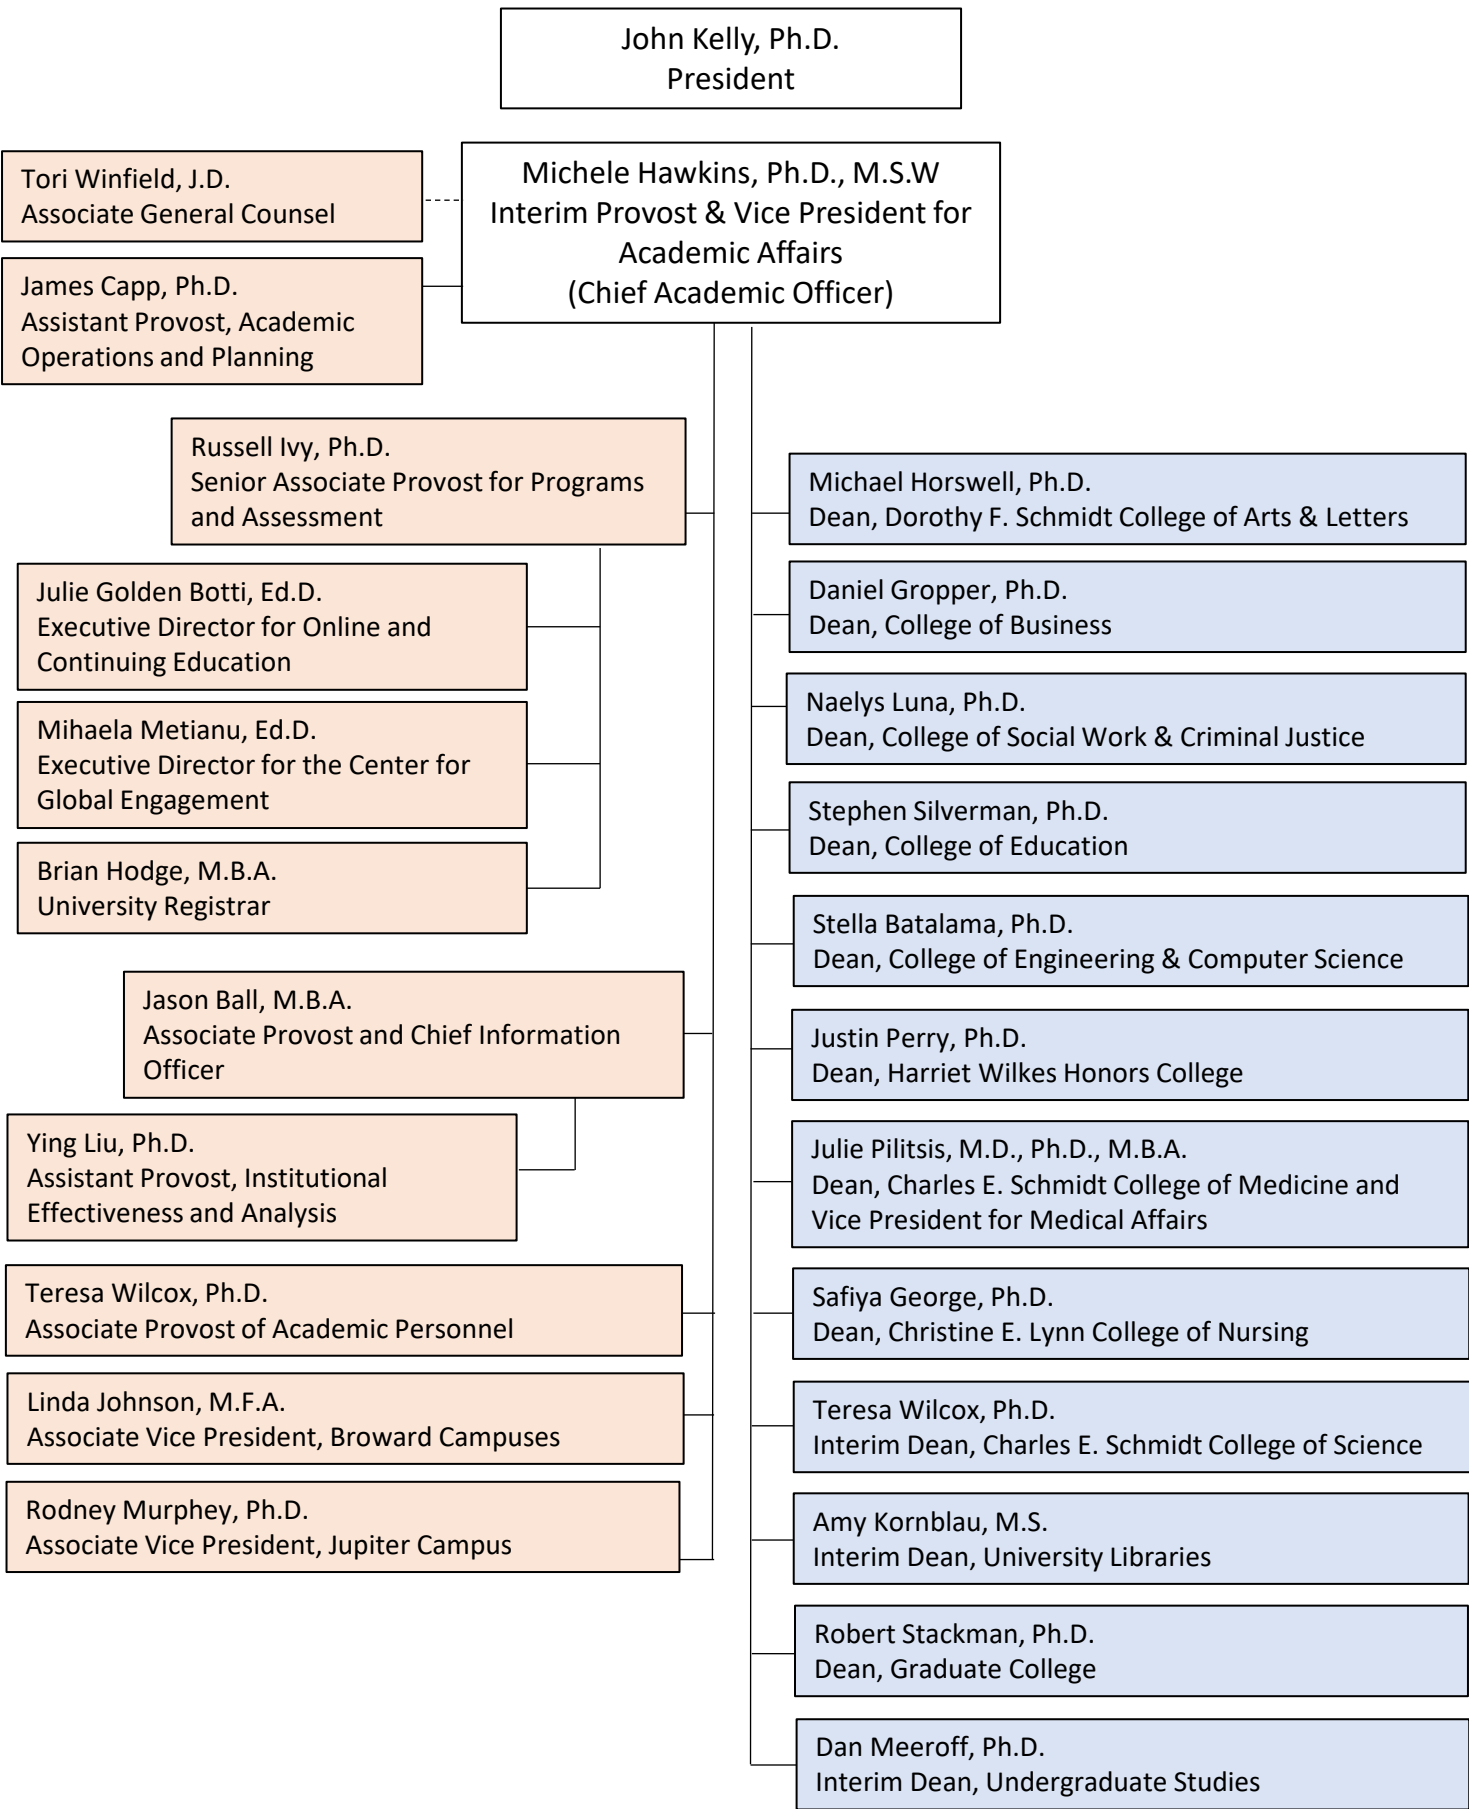 John Kelly, Ph.D.
President
Michele Hawkins, Ph.D., M.S.W
Interim Provost & Vice President for
Academic Affairs
(Chief Academic Officer)
Tori Winfield, J.D.
Associate General Counsel
James Capp, Ph.D.
Assistant Provost, Academic
Operations and Planning
Russell Ivy, Ph.D.
Senior Associate Provost for Programs
and Assessment
Julie Golden Botti, Ed.D.
Executive Director for Online and
Continuing Education
Mihaela Metianu, Ed.D.
Executive Director for the Center for
Global Engagement
Brian Hodge, M.B.A.
University Registrar
Jason Ball, M.B.A.
Associate Provost and Chief Information
Officer
Ying Liu, Ph.D.
Assistant Provost, Institutional
Effectiveness and Analysis
Teresa Wilcox, Ph.D.
Associate Provost of Academic Personnel
Linda Johnson, M.F.A.
Associate Vice President, Broward Campuses
Rodney Murphey, Ph.D.
Associate Vice President, Jupiter Campus
Michael Horswell, Ph.D.
Dean, Dorothy F. Schmidt College of Arts & Letters
Daniel Gropper, Ph.D.
Dean, College of Business
Naelys Luna, Ph.D.
Dean, College of Social Work & Criminal Justice
Stephen Silverman, Ph.D.
Dean, College of Education
Stella Batalama, Ph.D.
Dean, College of Engineering & Computer Science
Justin Perry, Ph.D.
Dean, Harriet Wilkes Honors College
Julie Pilitsis, M.D., Ph.D., M.B.A.
Dean, Charles E. Schmidt College of Medicine and
Vice President for Medical Affairs
Safiya George, Ph.D.
Dean, Christine E. Lynn College of Nursing
Teresa Wilcox, Ph.D.
Interim Dean, Charles E. Schmidt College of Science
Amy Kornblau, M.S.
Interim Dean, University Libraries
Robert Stackman, Ph.D.
Dean, Graduate College
Dan Meeroff, Ph.D.
Interim Dean, Undergraduate Studies